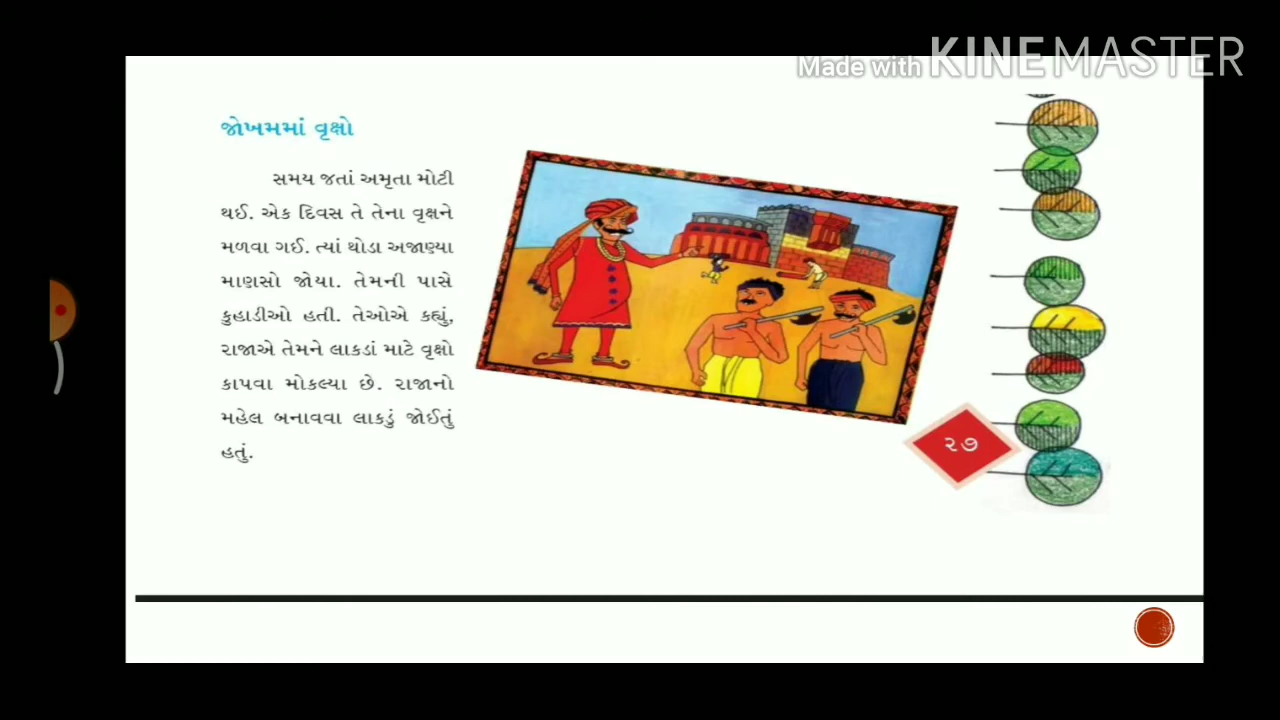 Made with KINEMASTER
જોખમમાં વૃક્ષો
સમય જતાં અમૃતા મોટી
થઈ. એક દિવસ તે તેના વૃક્ષને
મળવા ગઈ. ત્યાં થોડા અજાણ્યા
માણસો જોયા. તેમની પાસે
કુહાડીઓ હતી. તેઓએ કહ્યું,
રાજાએ તેમને લાકડાં માટે વૃક્ષો
કાપવા મોકલ્યા છે. રાજાનો
મહેલ બનાવવા લાકડું જોઈતું
હતું.
૨૭